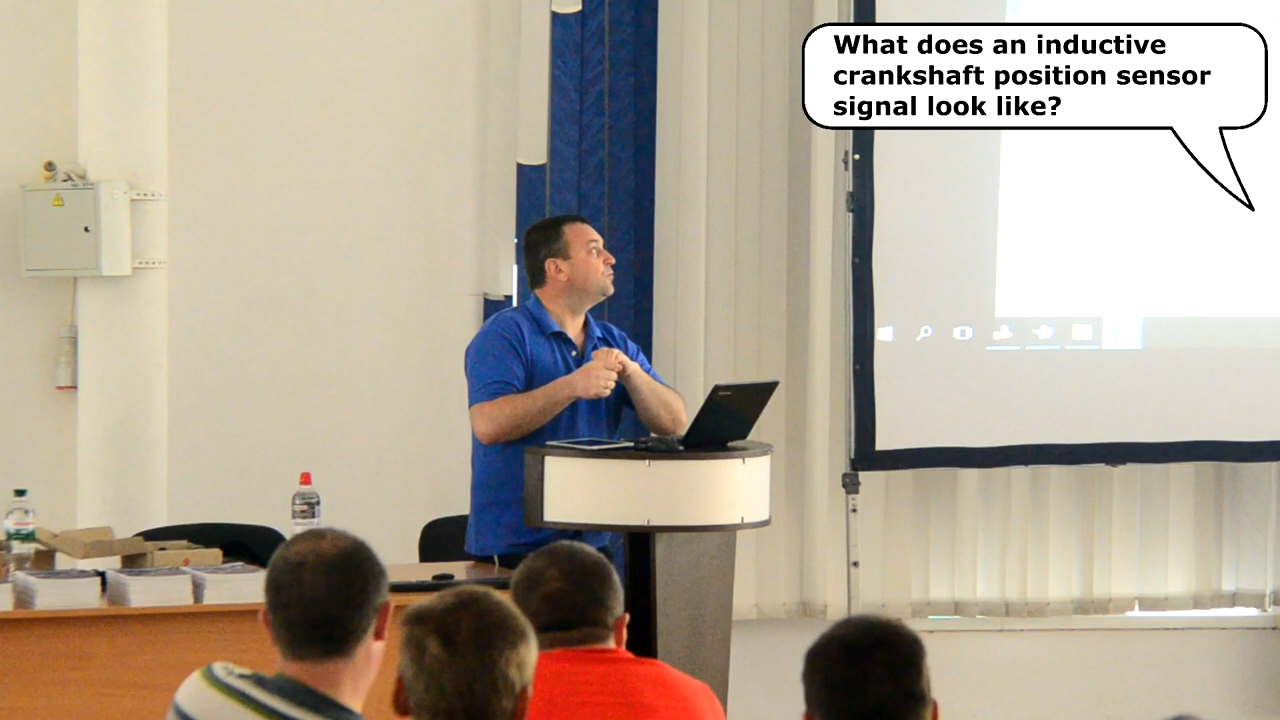 What does an inductive
crankshaft position sensor
signal look like?